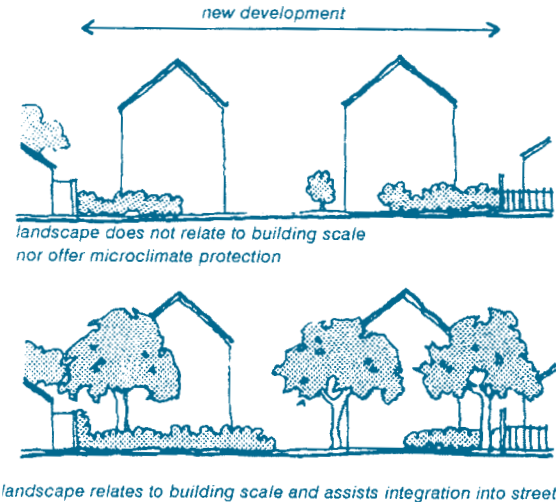 new development
landscape does not relate to building scale
nor offer microclimate protection
landscape relates to building scale and assists integration into street